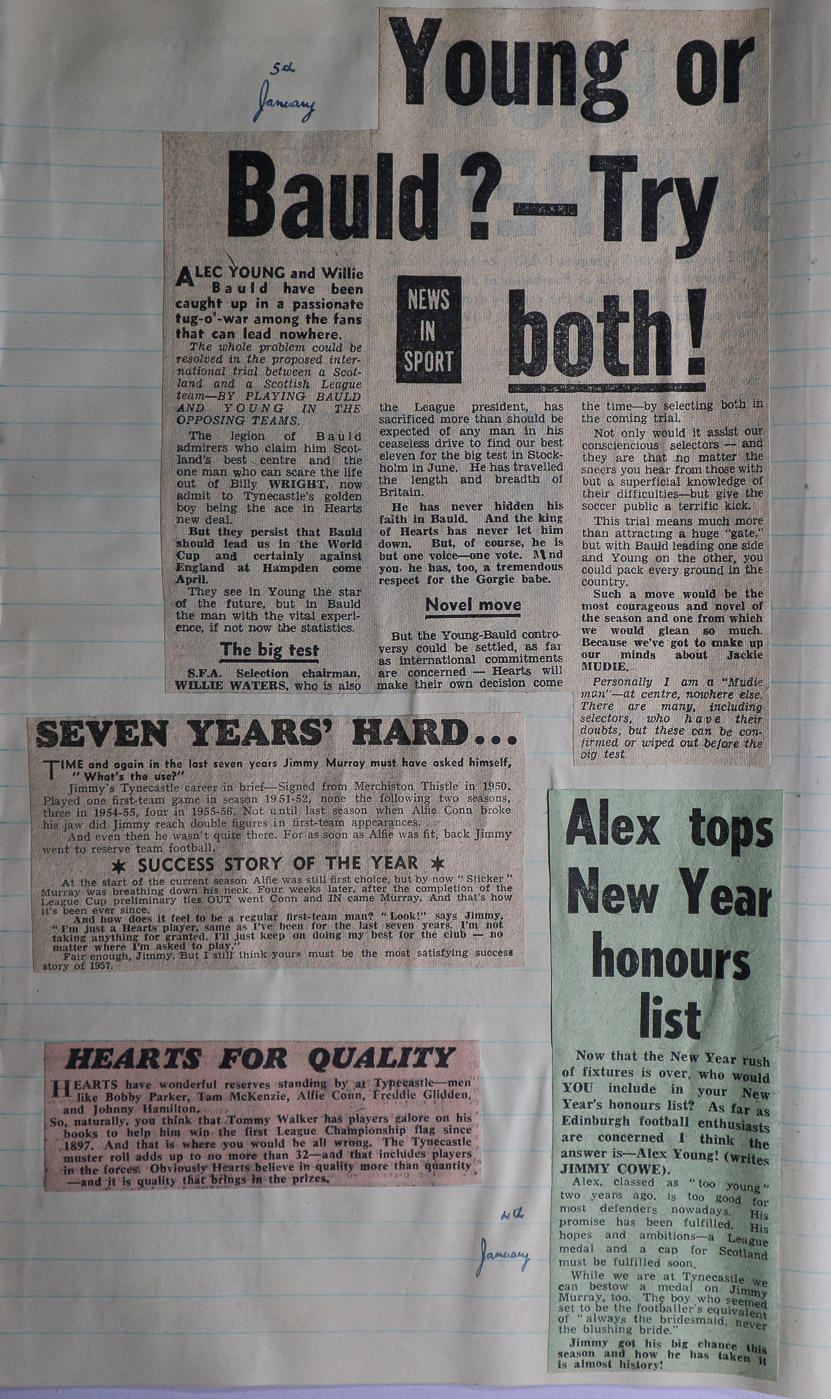 5th
January
Young or
Bauld?—Try
both!
NEWS
IN
SPORT
ALEC YOUNG and Willie
Bauld have been
caught up in a passionate
tug-o'-war among the fans
that can lead nowhere.
The whole problem could be
resolved in the proposed inter-
national trial between a Scot-
land and a Scottish League
team—BY PLAYING BAULD
AND YOUNG IN THE
OPPOSING TEAMS.
The legion of Bauld
admirers who claim him Scot-
land's best centre and the
one man who can scare the life
out of Billy WRIGHT, now
admit to Tynecastle's golden
boy being the ace in Hearts
new deal.
But they persist that Bauld
should lead us in the World
Cup and certainly against
England at Hampden come
April.
They see in Young the star
of the future, but in Bauld
the man with the vital experi-
ence, if not now the statistics.
The big test
S.F.A. Selection chairman,
WILLIE WATERS, who is also
the League president, has
sacrificed more than should be
expected of any man in his
ceaseless drive to find our best
eleven for the big test in Stock-
holm in June. He has travelled
the length and breadth of
Britain.
He has never hidden his
faith in Bauld. And the king
of Hearts has never let him
down. But, of course, he is
but one voice—one vote. Mind
you, he has, too, a tremendous
respect for the Gorgie babe.
Novel move
But the Young-Bauld contro-
versy could be settled, as far
as international commitments
are concerned — Hearts will
make their own decision come
the time—by selecting both in
the coming trial.
Not only would it assist our
consciencious selectors — and
they are that no matter the
sneers you hear from those with
but a superficial knowledge of
their difficulties—but give the
soccer public a terrific kick.
This trial means much more
than attracting a huge "gate,"
but with Bauld leading one side
and Young on the other, you
could pack every ground in the
country.
Such a move would be the
most courageous and novel of
the season and one from which
we would glean so much.
Because we've got to make up
our minds about Jackie
MUDIE.
Personally I am a "Mudie
man"—at centre, nowhere else.
There are many, including
selectors, who have their
doubts, but these can be con-
firmed or wiped out before the
big test.
SEVEN YEARS' HARD...
TIME and again in the last seven years Jimmy Murray must have asked himself,
"What's the use?"
Jimmy's Tynecastle career in brief—Signed from Merchiston Thistle in 1950.
Played one first-team game in season 1951-52, none the following two seasons,
three in 1954-55, four in 1955-56. Not until last season when Alfie Conn broke
his jaw did Jimmy reach double figures in first-team appearances.
And even then he wasn't quite there. For as soon as Alfie was fit, back Jimmy
went to reserve team football.
★ SUCCESS STORY OF THE YEAR ★
At the start of the current season Alfie was still first choice, but by now "Sticker"
Murray was breathing down his neck. Four weeks later, after the completion of the
League Cup preliminary ties OUT went Conn and IN came Murray. And that's how
it's been ever since.
And how does it feel to be a regular first-team man? "Look!" says Jimmy,
"I'm just a Hearts player, same as I've been for the last seven years. I'm not
taking anything for granted. I'll just keep on doing my best for the club — no
matter where I'm asked to play."
Fair enough, Jimmy. But I still think yours must be the most satisfying success
story of 1957.
HEARTS FOR QUALITY
HEARTS have wonderful reserves standing by at Tynecastle—men
like Bobby Parker, Tam McKenzie, Alfie Conn, Freddie Glidden,
and Johnny Hamilton.
So, naturally, you think that Tommy Walker has players galore on his
books to help him win the first League Championship flag since
1897. And that is where you would be all wrong. The Tynecastle
muster roll adds up to no more than 32—and that includes players
in the forces. Obviously Hearts believe in quality more than quantity
—and it is quality that brings in the prizes.
4th
January
Alex tops
New Year
honours
list
Now that the New Year rush
of fixtures is over, who would
YOU include in your New
Year's honours list? As far as
Edinburgh football enthusiasts
are concerned I think the
answer is—Alex Young! (writes
JIMMY COWE).
Alex, classed as "too young"
two years ago, is too good for
most defenders nowadays. His
promise has been fulfilled. His
hopes and ambitions—a League
medal and a cap for Scotland
must be fulfilled soon.
While we are at Tynecastle we
can bestow a medal on Jimmy
Murray, too. The boy who seemed
set to be the footballer's equivalent
of "always the bridesmaid, never
the blushing bride."
Jimmy got his big chance this
season and how he has taken it
is almost history!